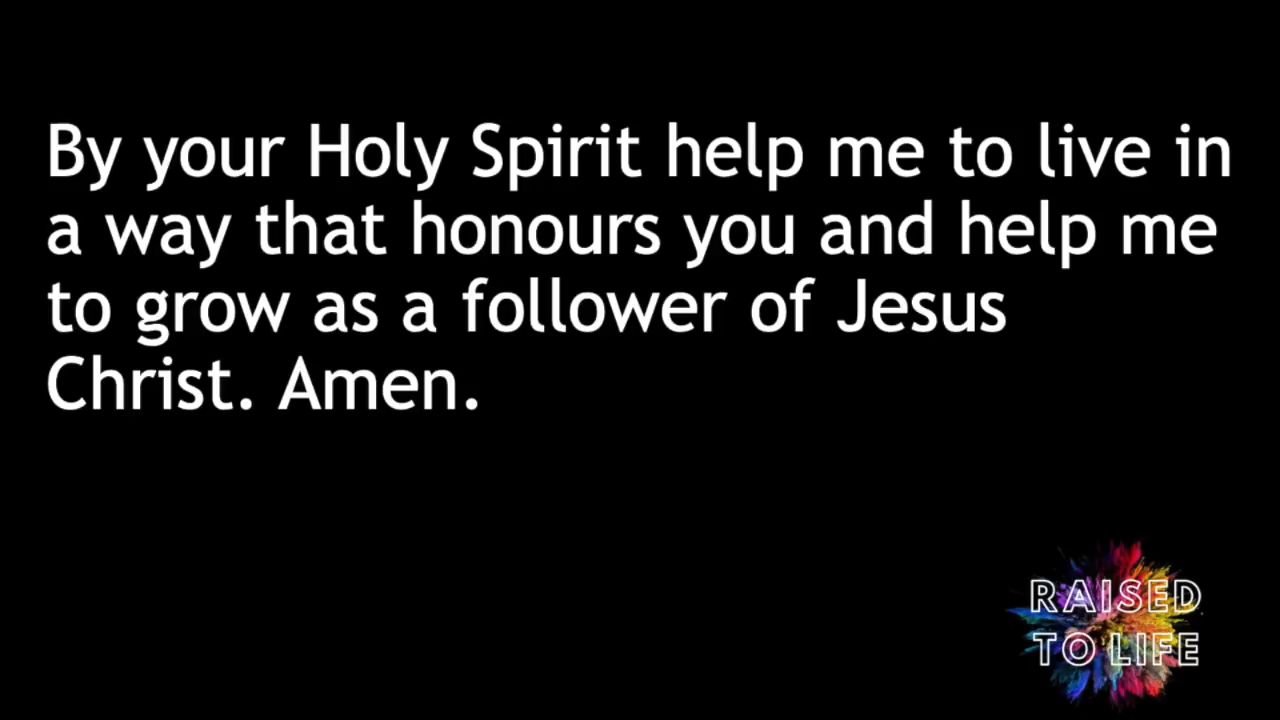 By your Holy Spirit help me to live in
a way that honours you and help me
to grow as a follower of Jesus
Christ. Amen.
RAISED
TO LIFE